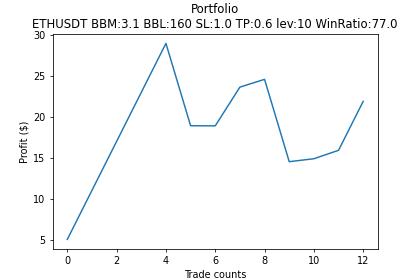 Portfolio
ETHUSDT BBM:3.1 BBL:160 SL:1.0 TP:0.6 lev:10 WinRatio:77.0
30
25
20
15
10
5
Profit ($)
0 2 4 6 8 10 12
Trade counts